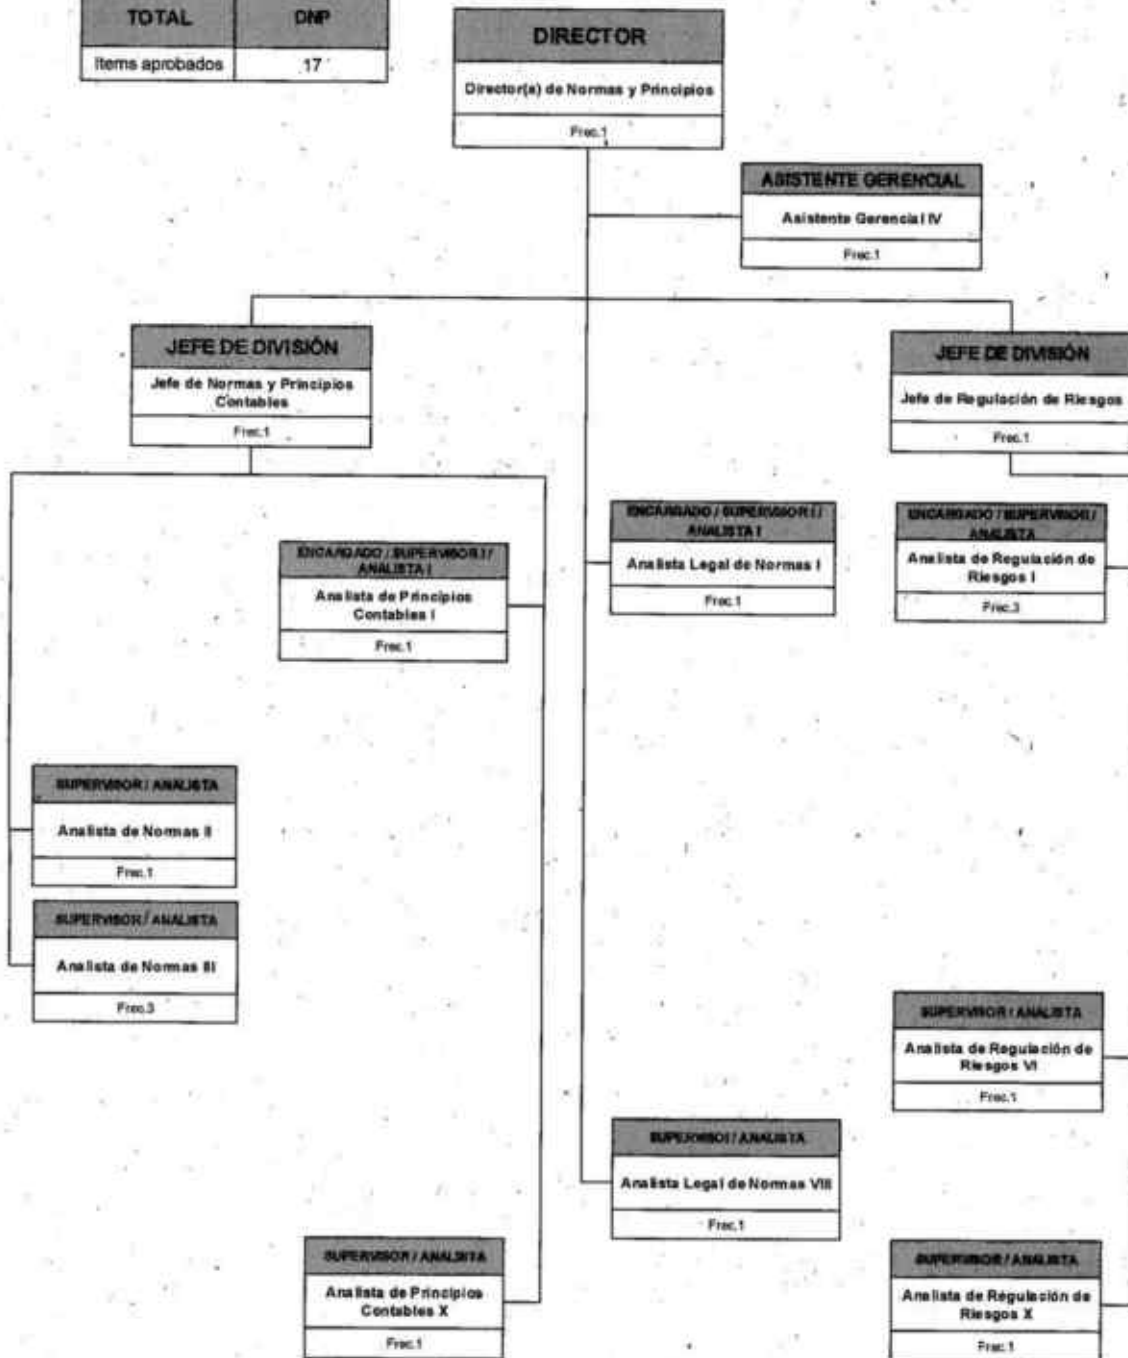 TOTAL DNP
Items aprobados 17
DIRECTOR
Director(a) de Normas y Principios
Frec.1
ASISTENTE GERENCIAL
Asistente Gerencial IV
Frec.1
JEFE DE DIVISIÓN
Jefe de Normas y Principios
Contables
Frec.1
JEFE DE DIVISIÓN
Jefe de Regulación de Riesgos
Frec.1
ENCARGADO / SUPERVISOR I /
ANALISTA I
Analista de Principios
Contables I
Frec.1
ENCARGADO / SUPERVISOR I /
ANALISTA I
Analista Legal de Normas I
Frec.1
ENCARGADO / SUPERVISOR /
ANALISTA
Analista de Regulación de
Riesgos I
Frec.3
SUPERVISOR / ANALISTA
Analista de Normas II
Frec.1
SUPERVISOR / ANALISTA
Analista de Normas III
Frec.3
SUPERVISOR / ANALISTA
Analista de Regulación de
Riesgos VI
Frec.1
SUPERVISOR / ANALISTA
Analista Legal de Normas VIII
Frec.1
SUPERVISOR / ANALISTA
Analista de Principios
Contables X
Frec.1
SUPERVISOR / ANALISTA
Analista de Regulación de
Riesgos X
Frec.1